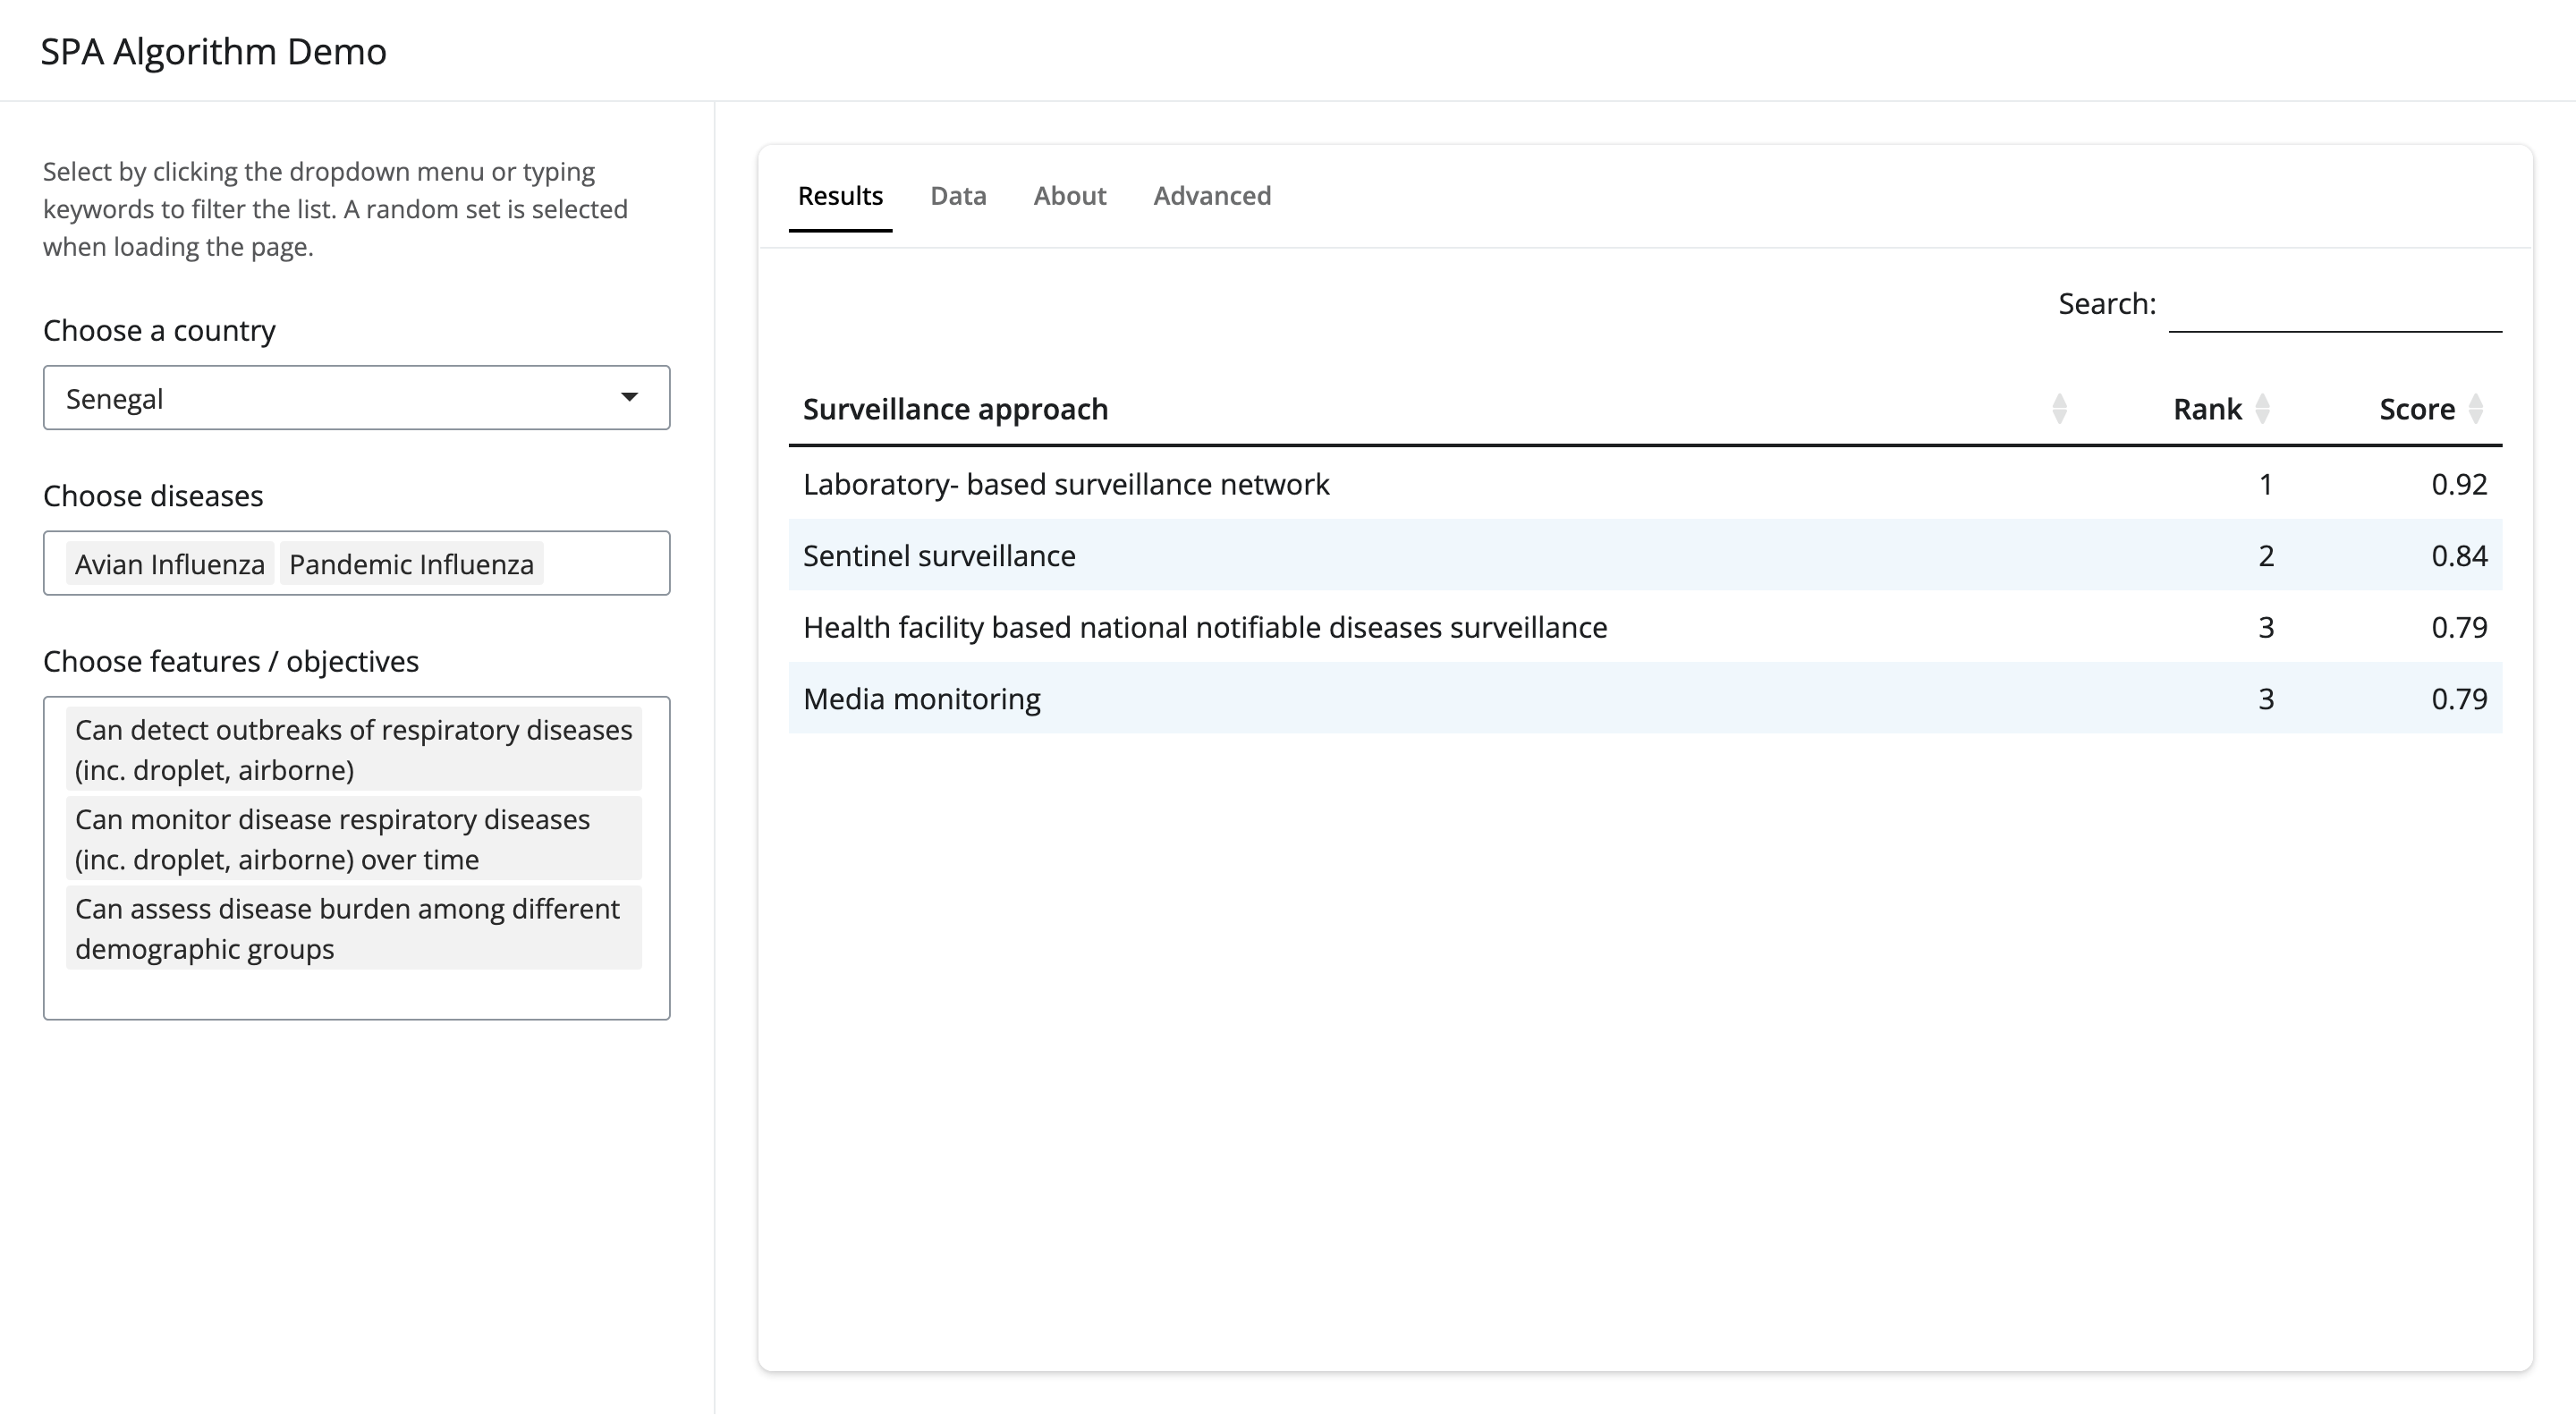 SPA Algorithm Demo
Select by clicking the dropdown menu or typing
keywords to filter the list. A random set is selected
when loading the page.
Choose a country
Senegal
Choose diseases
Avian Influenza Pandemic Influenza
Choose features / objectives
Can detect outbreaks of respiratory diseases
(inc. droplet, airborne)
Can monitor disease respiratory diseases
(inc. droplet, airborne) over time
Can assess disease burden among different
demographic groups
Results Data About Advanced
Search:
Surveillance approach Rank Score
Laboratory- based surveillance network 1 0.92
Sentinel surveillance 2 0.84
Health facility based national notifiable diseases surveillance 3 0.79
Media monitoring 3 0.79